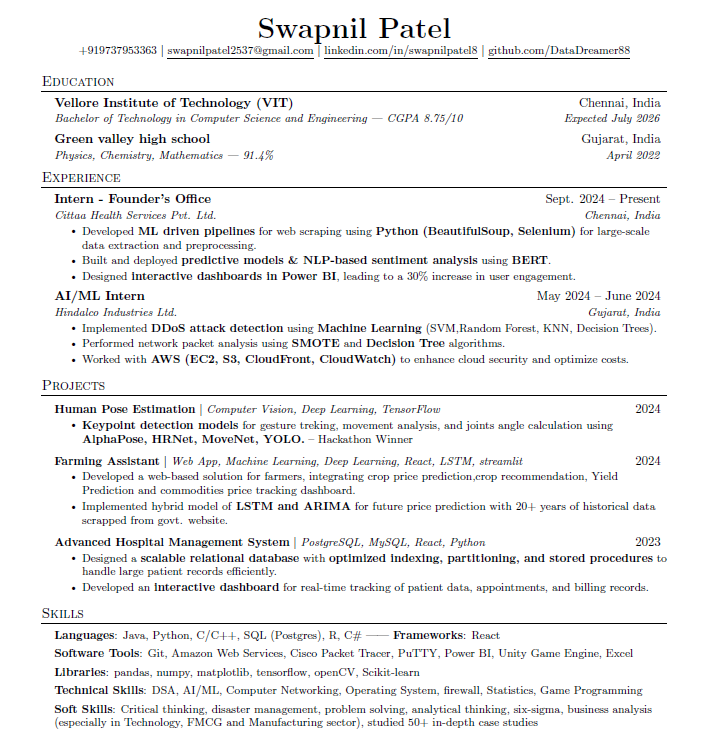 Swapnil Patel
+919737953363 | swapnilpatel2537@gmail.com | linkedin.com/in/swapnilpatel8 | github.com/DataDreamer88
Education
Vellore Institute of Technology (VIT) Chennai, India
Bachelor of Technology in Computer Science and Engineering — CGPA 8.75/10 Expected July 2026
Green valley high school Gujarat, India
Physics, Chemistry, Mathematics — 91.4% April 2022
Experience
Intern - Founder's Office Sept. 2024 – Present
Cittaa Health Services Pvt. Ltd. Chennai, India
• Developed ML driven pipelines for web scraping using Python (BeautifulSoup, Selenium) for large-scale
data extraction and preprocessing.
• Built and deployed predictive models & NLP-based sentiment analysis using BERT.
• Designed interactive dashboards in Power BI, leading to a 30% increase in user engagement.
AI/ML Intern May 2024 – June 2024
Hindalco Industries Ltd. Gujarat, India
• Implemented DDoS attack detection using Machine Learning (SVM,Random Forest, KNN, Decision Trees).
• Performed network packet analysis using SMOTE and Decision Tree algorithms.
• Worked with AWS (EC2, S3, CloudFront, CloudWatch) to enhance cloud security and optimize costs.
Projects
Human Pose Estimation | Computer Vision, Deep Learning, TensorFlow 2024
• Keypoint detection models for gesture treking, movement analysis, and joints angle calculation using
AlphaPose, HRNet, MoveNet, YOLO. – Hackathon Winner
Farming Assistant | Web App, Machine Learning, Deep Learning, React, LSTM, streamlit 2024
• Developed a web-based solution for farmers, integrating crop price prediction,crop recommendation, Yield
Prediction and commodities price tracking dashboard.
• Implemented hybrid model of LSTM and ARIMA for future price prediction with 20+ years of historical data
scrapped from govt. website.
Advanced Hospital Management System | PostgreSQL, MySQL, React, Python 2023
• Designed a scalable relational database with optimized indexing, partitioning, and stored procedures to
handle large patient records efficiently.
• Developed an interactive dashboard for real-time tracking of patient data, appointments, and billing records.
Skills
Languages: Java, Python, C/C++, SQL (Postgres), R, C# —— Frameworks: React
Software Tools: Git, Amazon Web Services, Cisco Packet Tracer, PuTTY, Power BI, Unity Game Engine, Excel
Libraries: pandas, numpy, matplotlib, tensorflow, openCV, Scikit-learn
Technical Skills: DSA, AI/ML, Computer Networking, Operating System, firewall, Statistics, Game Programming
Soft Skills: Critical thinking, disaster management, problem solving, analytical thinking, six-sigma, business analysis
(especially in Technology, FMCG and Manufacturing sector), studied 50+ in-depth case studies